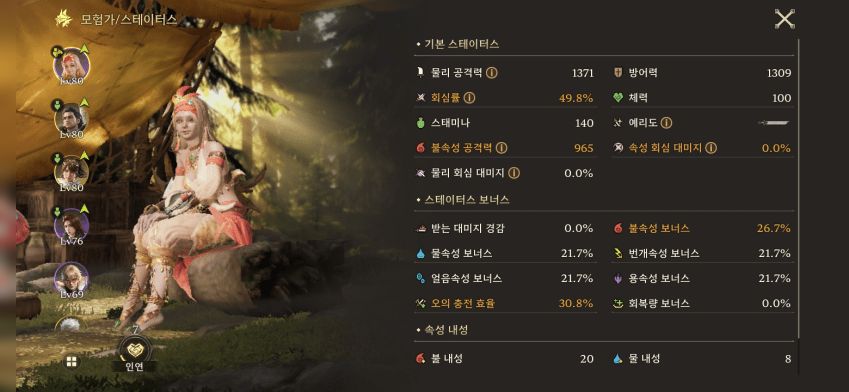 모험가/스테이터스
Lv80
Lv80
Lv80
Lv76
Lv69
7
인연
기본 스테이터스
물리 공격력 1371 방어력 1309
회심률 49.8% 체력 100
스태미나 140 예리도
불속성 공격력 965 속성 회심 대미지 0.0%
물리 회심 대미지 0.0%
스테이터스 보너스
받는 대미지 경감 0.0% 불속성 보너스 26.7%
물속성 보너스 21.7% 번개속성 보너스 21.7%
얼음속성 보너스 21.7% 용속성 보너스 21.7%
오의 충전 효율 30.8% 회복량 보너스 0.0%
속성 내성
불 내성 20 물 내성 8